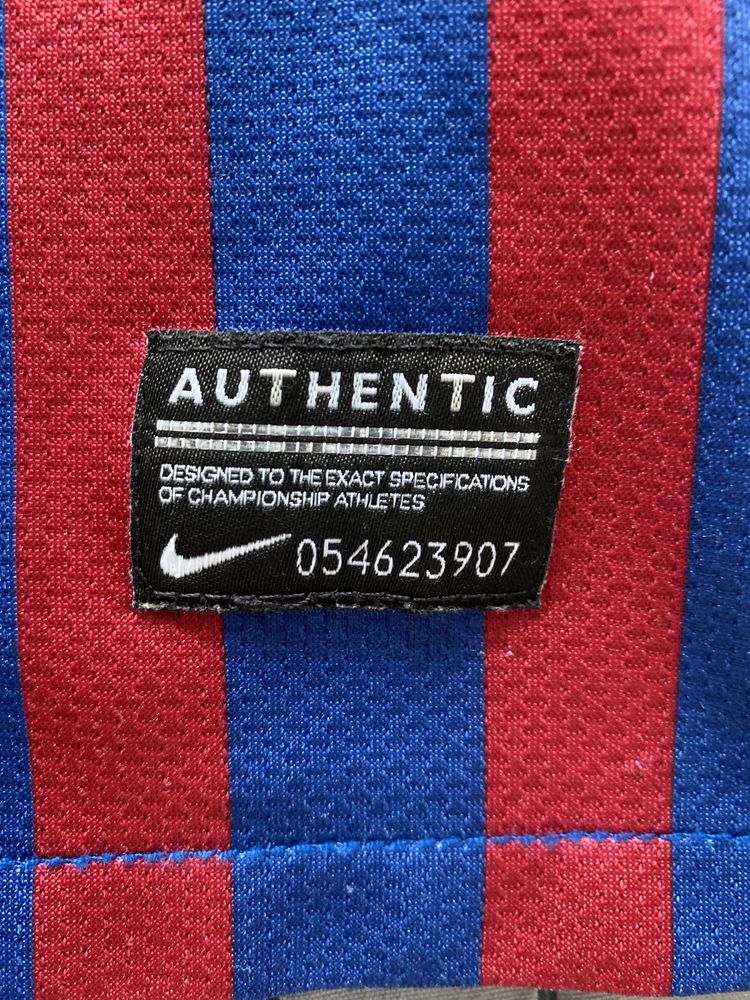 AUTHENTIC
DESIGNED TO THE EXACT SPECIFICATIONS
OF CHAMPIONSHIP ATHLETES
054623907